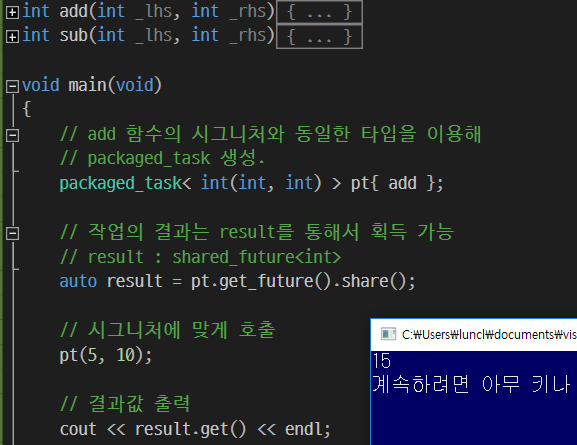 int add(int _lhs, int _rhs){ ... }
int sub(int _lhs, int _rhs){ ... }
void main(void)
{
// add 함수의 시그니처와 동일한 타입을 이용해
// packaged_task 생성.
packaged_task< int(int, int) > pt{ add };
// 작업의 결과는 result를 통해서 획득 가능
// result : shared_future<int>
auto result = pt.get_future().share();
// 시그니처에 맞게 호출
pt(5, 10);
// 결과값 출력
cout << result.get() << endl;
C:₩Users₩luncl₩documents₩vis
15
계속하려면 아무 키나